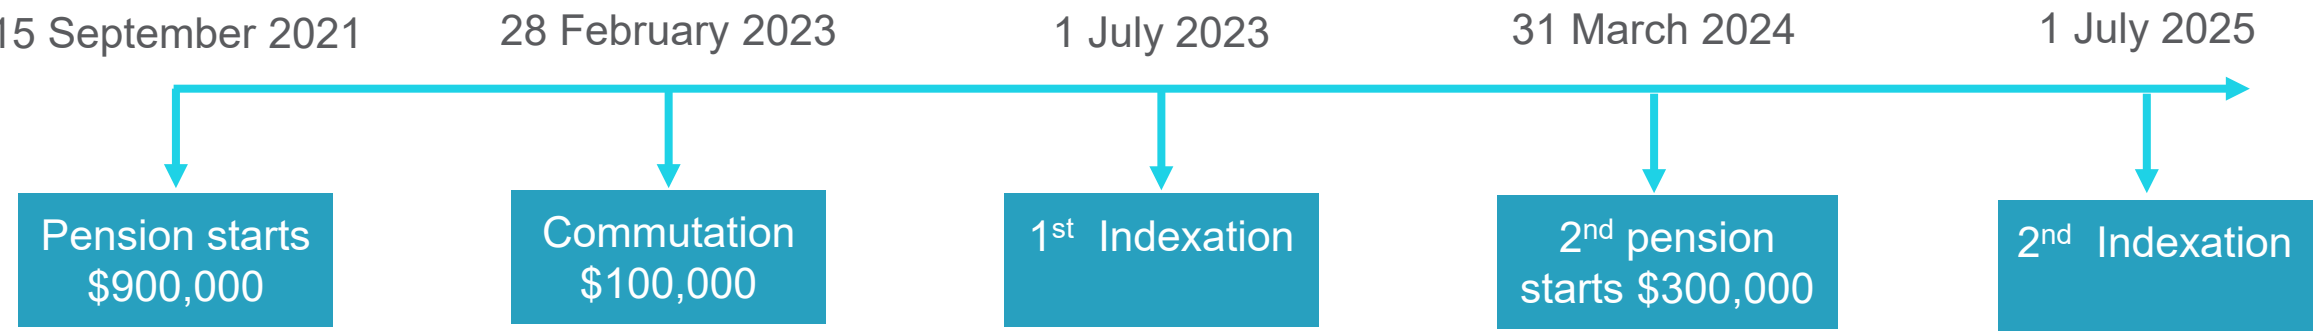 15 September 2021
28 February 2023
1 July 2023
31 March 2024
1 July 2025
Pension starts
$900,000
Commutation
$100,000
1st Indexation
2nd pension
starts $300,000
2nd Indexation